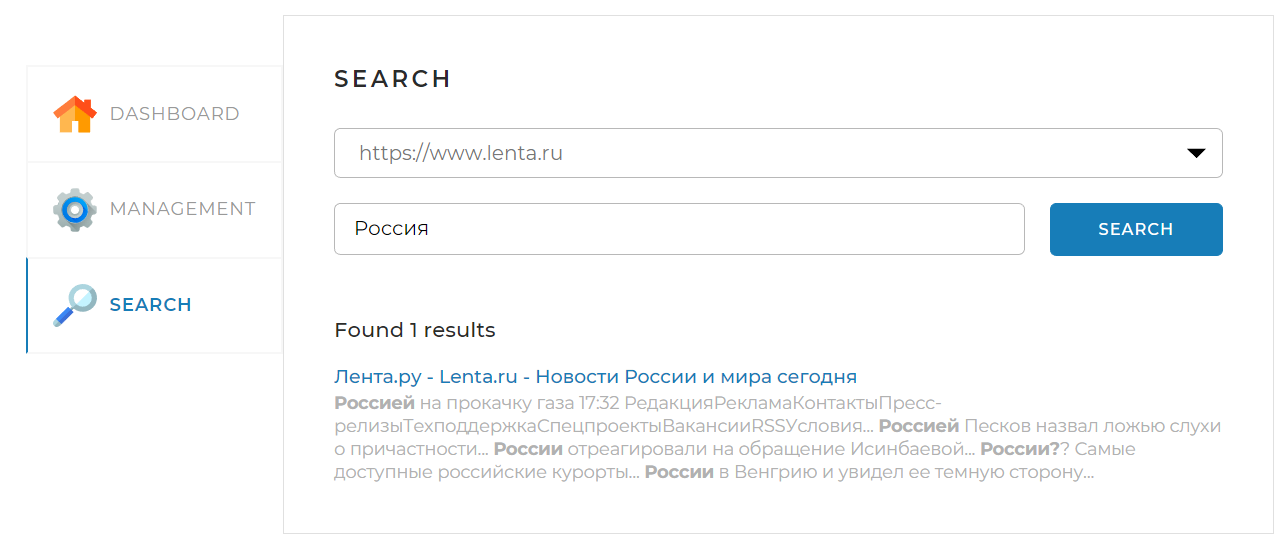 DASHBOARD
MANAGEMENT
SEARCH
SEARCH
https://www.lenta.ru
Россия
SEARCH
Found 1 results
Лента.ру - Lenta.ru - Новости России и мира сегодня
Россией на прокачку газа 17:32 РедакцияРекламаКонтактыПресс-
релизыТехподдержкаСпецпроектыВакансииRSSУсловия... Россией Песков назвал ложью слухи
о причастности... России отреагировали на обращение Исинбаевой... России?? Самые
доступные российские курорты... России в Венгрию и увидел ее темную сторону...